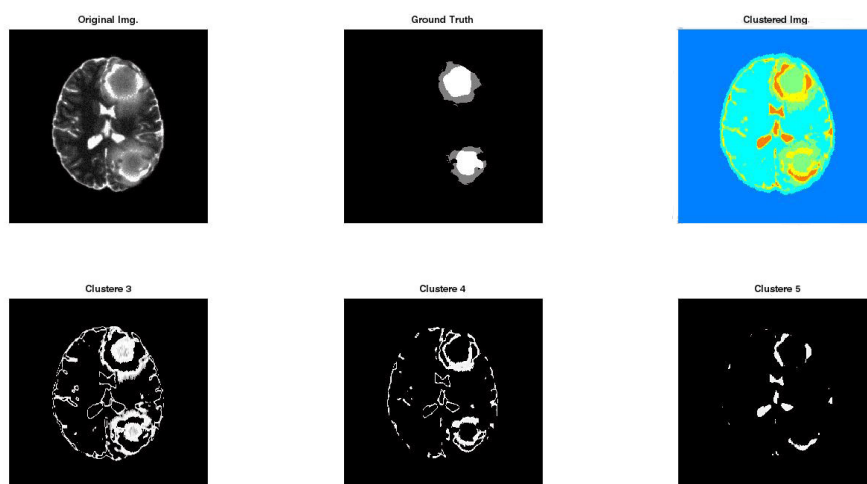 Original Img.
Ground Truth
Clustered Img.
Clustere 3
Clustere 4
Clustere 5